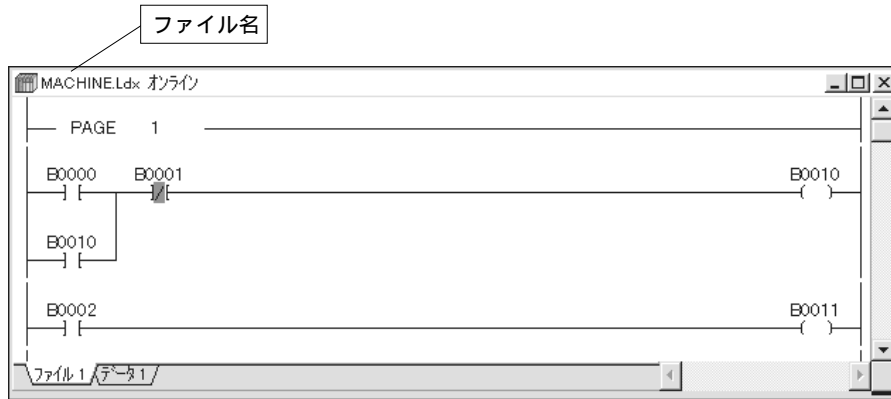 ファイル名
MACHINE.Ldx オンライン
PAGE 1
B0000 B0001 B0010
B0010
B0002 B0011
ファイル 1 データ 1